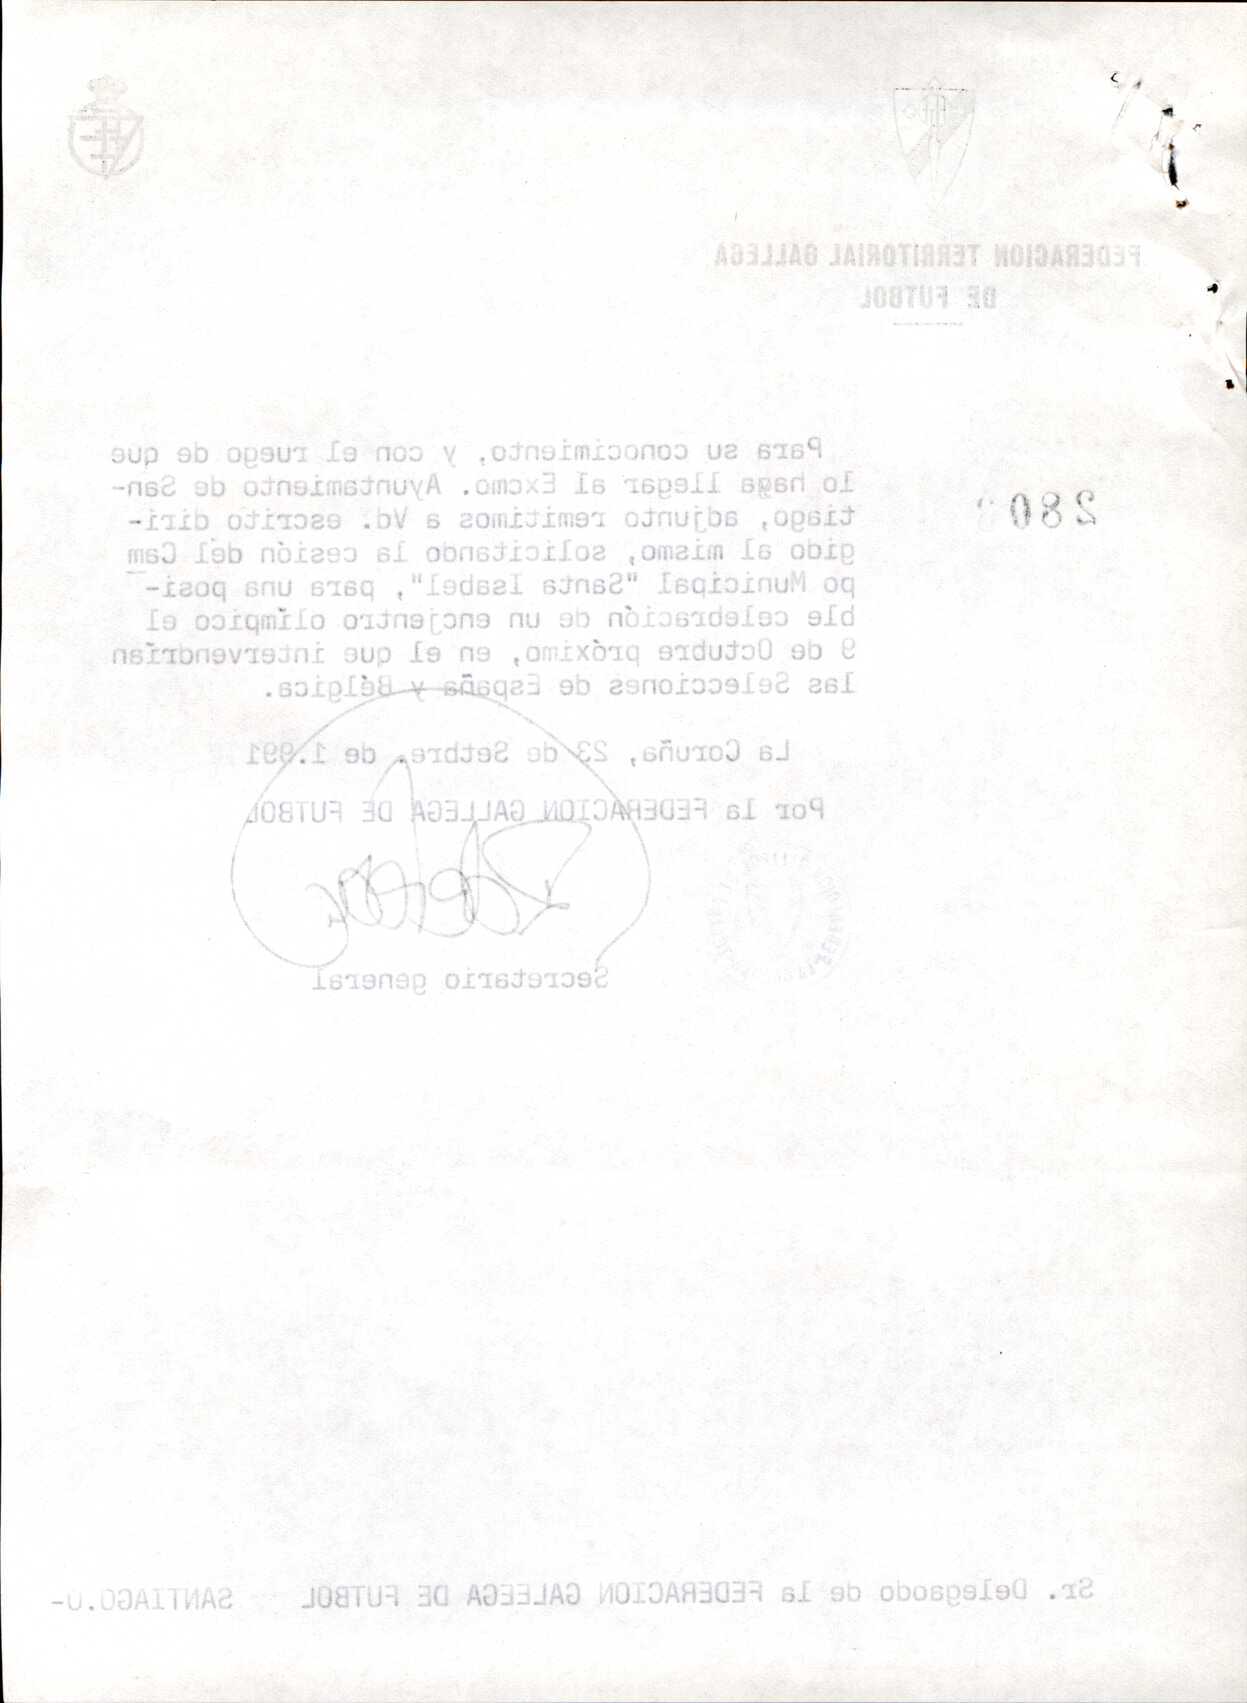 FEDERACION TERRITORIAL GALLEGA
DE FUTBOL
280
Para su conocimiento, y con el ruego de que
lo haga llegar al Excmo. Ayuntamiento de San-
tiago, adjunto remitimos a Vd. escrito diri-
gido al mismo, solicitando la cesión del Cam
po Municipal "Santa Isabel", para una posi-
ble celebración de un encjentro olímpico el
9 de Octubre próximo, en el que intervendrían
las Selecciones de España y Bélgica.
La Coruña, 23 de Setbre. de 1.991
Por la FEDERACION GALLEGA DE FUTBOL
Secretario general
Sr. Delegaodo de la FEDERACION GALEEGA DE FUTBOL SANTIAGO.U-